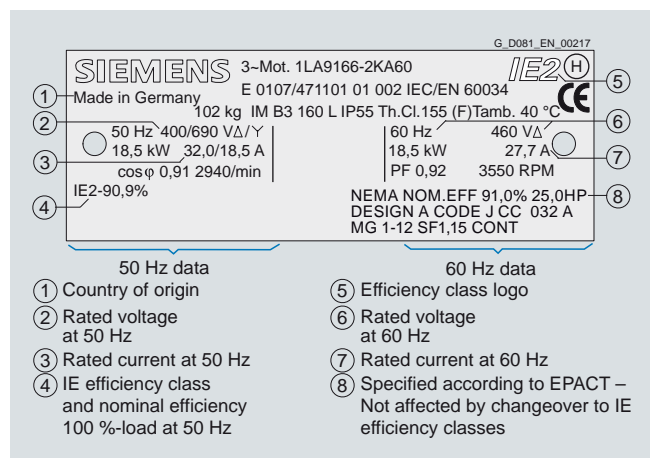 G_D081_EN_00217
SIEMENS 3~Mot. 1LA9166-2KA60 IE2 H
E 0107/471101 01 002 IEC/EN 60034
1 Made in Germany CE 5
102 kg IM B3 160 L IP55 Th.Cl.155 (F)Tamb. 40 °C
2 50 Hz 400/690 VΔ/Y 60 Hz 460 VΔ 6
3 18,5 kW 32,0/18,5 A 18,5 kW 27,7 A 7
cosφ 0,91 2940/min PF 0,92 3550 RPM
4 IE2-90,9%
NEMA NOM.EFF 91,0% 25,0HP 8
DESIGN A CODE J CC 032 A
MG 1-12 SF1,15 CONT
50 Hz data
60 Hz data
1 Country of origin
2 Rated voltage
at 50 Hz
3 Rated current at 50 Hz
4 IE efficiency class
and nominal efficiency
100 %-load at 50 Hz
5 Efficiency class logo
6 Rated voltage
at 60 Hz
7 Rated current at 60 Hz
8 Specified according to EPACT –
Not affected by changeover to IE
efficiency classes